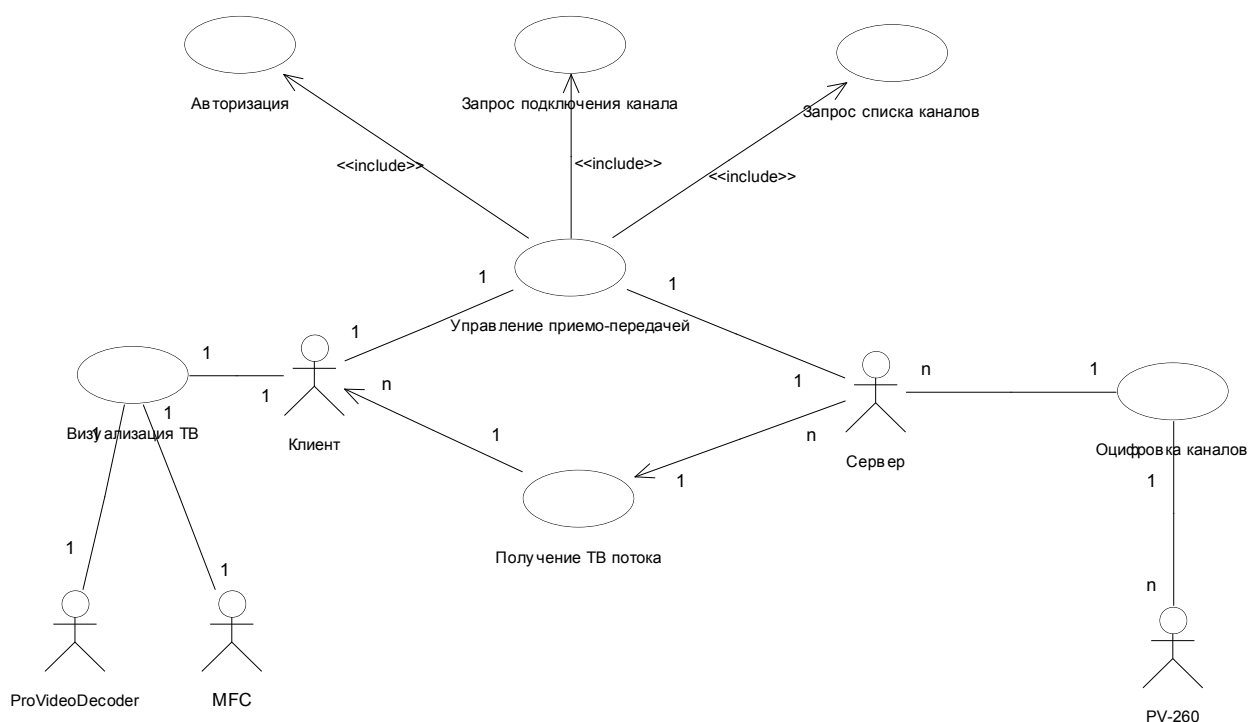 Авторизация
Запрос подключения канала
Запрос списка каналов
<<include>>
<<include>>
<<include>>
1
1
1
Управление приемо-передачей
1
1
1
n
1
n
1
Визуализация ТВ
1
1
Клиент
1
n
Сервер
Оцифровка каналов
1
1
Получение ТВ потока
1
1
n
ProVideoDecoder
MFC
PV-260